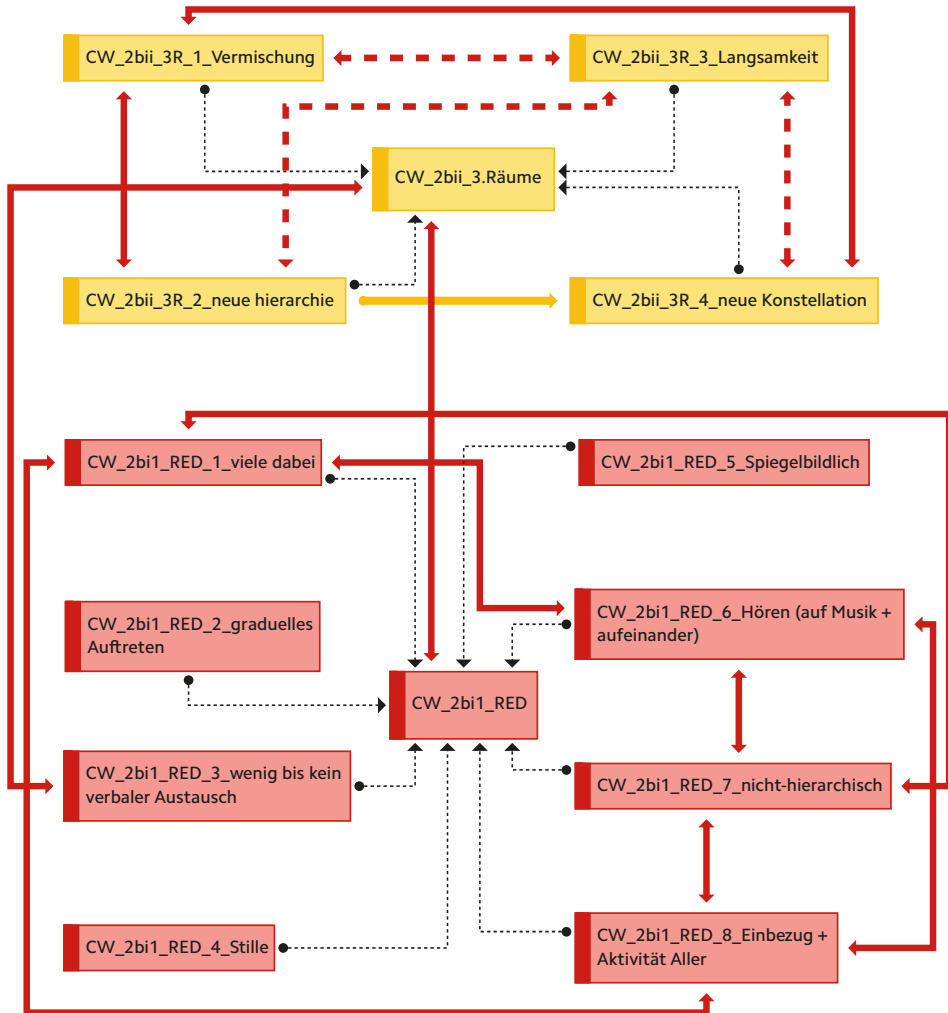 CW_2bii_3R_1_Vermischung
CW_2bii_3R_3_Langsamkeit
CW_2bii_3.Räume
CW_2bii_3R_2_neue hierarchie
CW_2bii_3R_4_neue Konstellation
CW_2bi1_RED_1_viele dabei
CW_2bi1_RED_5_Spiegelbildlich
CW_2bi1_RED_2_graduelles
Auftreten
CW_2bi1_RED_6_Hören (auf Musik +
aufeinander)
CW_2bi1_RED
CW_2bi1_RED_3_wenig bis kein
verbaler Austausch
CW_2bi1_RED_7_nicht-hierarchisch
CW_2bi1_RED_4_Stille
CW_2bi1_RED_8_Einbezug +
Aktivität Aller